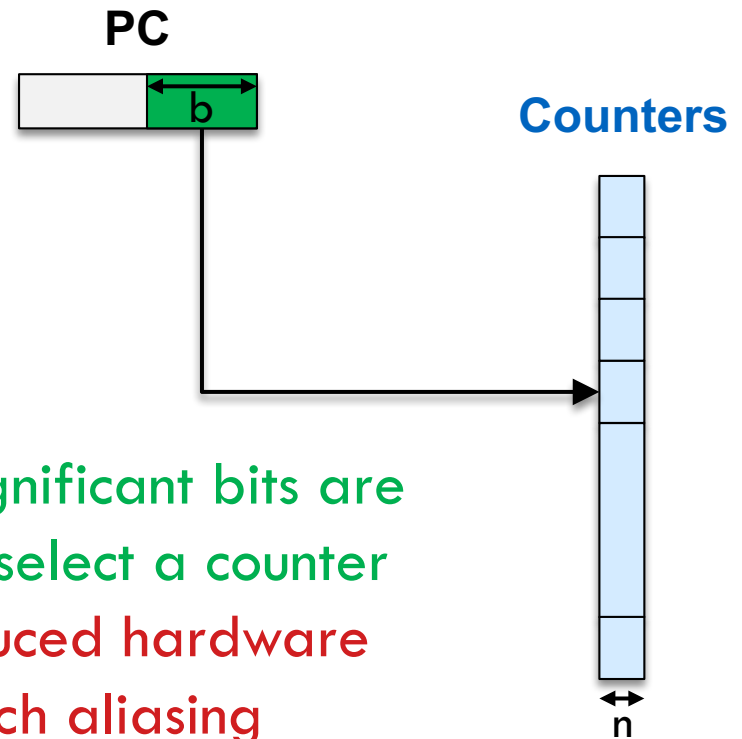 PC
b
Counters
gnificant bits are
select a counter
uced hardware
ch aliasing
n